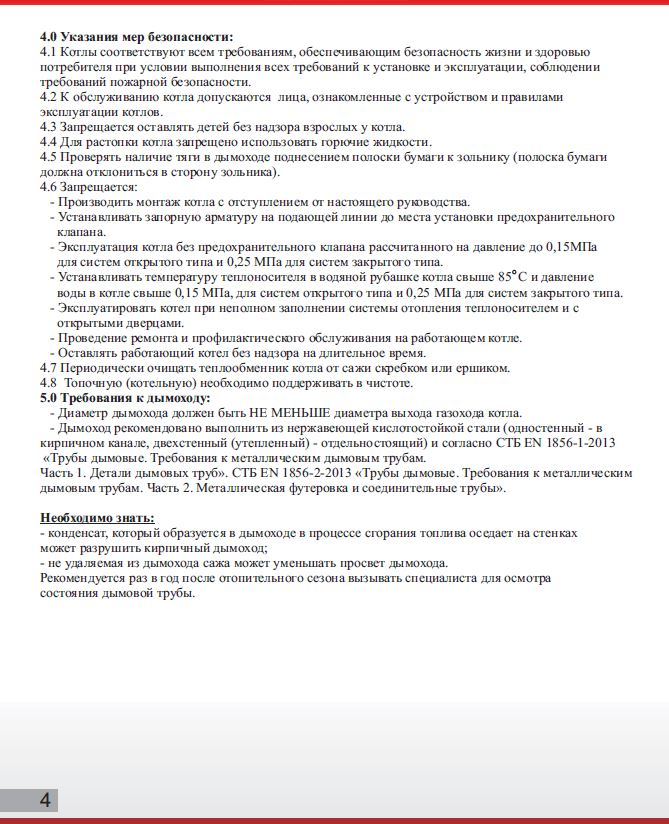 4.0 Указания мер безопасности:
4.1 Котлы соответствуют всем требованиям, обеспечивающим безопасность жизни и здоровью
потребителя при условии выполнения всех требований к установке и эксплуатации, соблюдении
требований пожарной безопасности.
4.2 К обслуживанию котла допускаются лица, ознакомленные с устройством и правилами
эксплуатации котлов.
4.3 Запрещается оставлять детей без надзора взрослых у котла.
4.4 Для растопки котла запрещено использовать горючие жидкости.
4.5 Проверять наличие тяги в дымоходе поднесением полоски бумаги к зольнику (полоска бумаги
должна отклониться в сторону зольника).
4.6 Запрещается:
- Производить монтаж котла с отступлением от настоящего руководства.
- Устанавливать запорную арматуру на подающей линии до места установки предохранительного
клапана.
- Эксплуатация котла без предохранительного клапана рассчитанного на давление до 0,15МПа
для систем открытого типа и 0,25 МПа для систем закрытого типа.
- Устанавливать температуру теплоносителя в водяной рубашке котла свыше 85°С и давление
воды в котле свыше 0,15 МПа, для систем открытого типа и 0,25 МПа для систем закрытого типа.
- Эксплуатировать котел при неполном заполнении системы отопления теплоносителем и с
открытыми дверцами.
- Проведение ремонта и профилактического обслуживания на работающем котле.
- Оставлять работающий котел без надзора на длительное время.
4.7 Периодически очищать теплообменник котла от сажи скребком или ершиком.
4.8 Топочную (котельную) необходимо поддерживать в чистоте.
5.0 Требования к дымоходу:
- Диаметр дымохода должен быть НЕ МЕНЬШЕ диаметра выхода газохода котла.
- Дымоход рекомендовано выполнить из нержавеющей кислотостойкой стали (одностенный - в
кирпичном канале, двехстенный (утепленный) - отдельностоящий) и согласно СТБ EN 1856-1-2013
«Трубы дымовые. Требования к металлическим дымовым трубам.
Часть 1. Детали дымовых труб». СТБ EN 1856-2-2013 «Трубы дымовые. Требования к металлическим
дымовым трубам. Часть 2. Металлическая футеровка и соединительные трубы».
Необходимо знать:
- конденсат, который образуется в дымоходе в процессе сгорания топлива оседает на стенках
может разрушить кирпичный дымоход;
- не удаляемая из дымохода сажа может уменьшать просвет дымохода.
Рекомендуется раз в год после отопительного сезона вызывать специалиста для осмотра
состояния дымовой трубы.
4